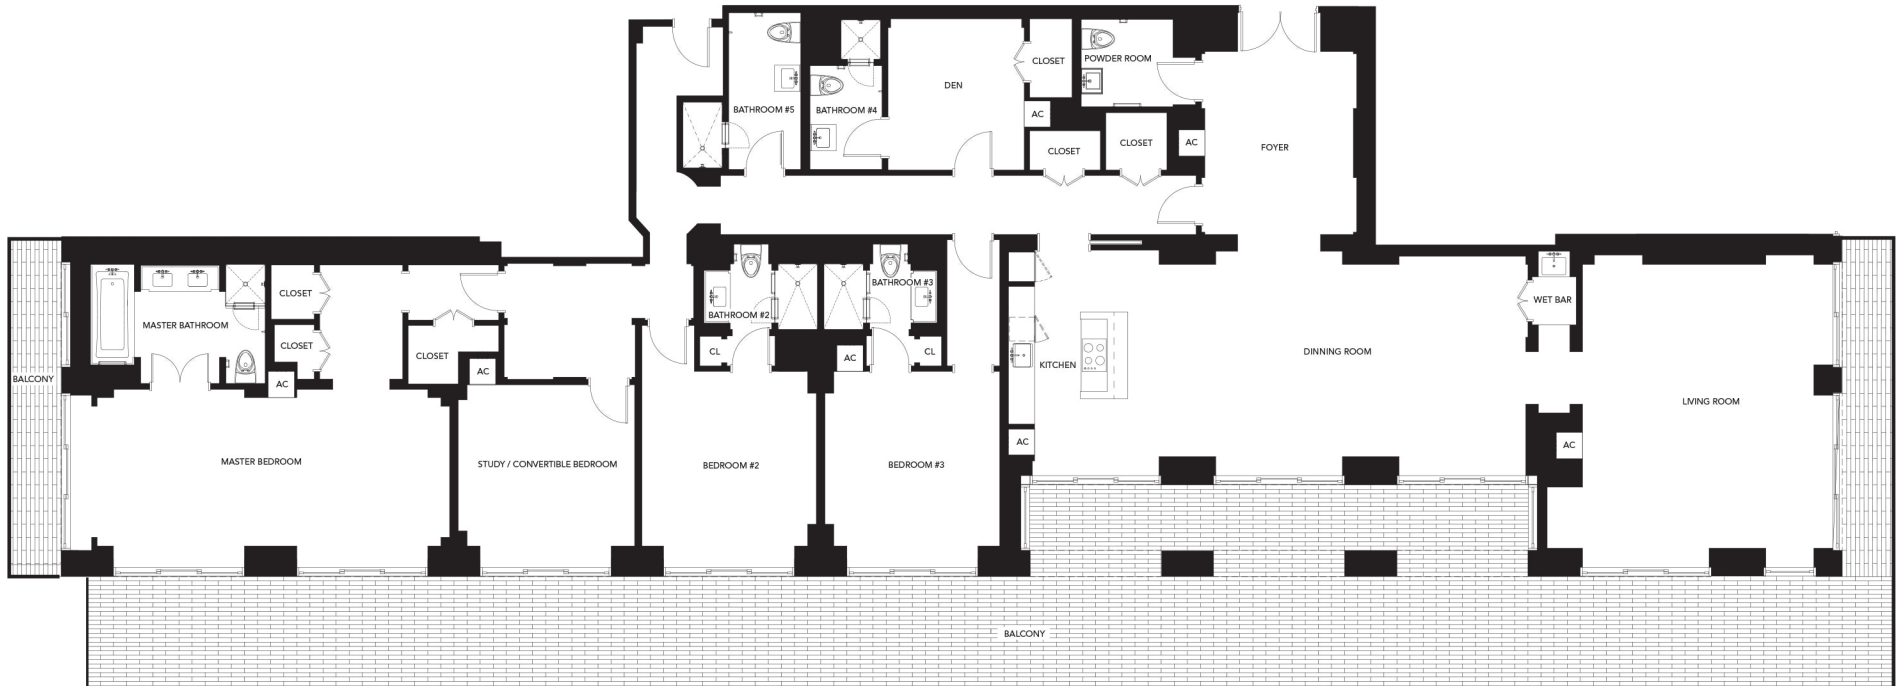 POWDER ROOM
CLOSET
DEN
BATHROOM #5
BATHROOM #4
AC
CLOSET
CLOSET
AC
FOYER
CLOSET
MASTER BATHROOM
CLOSET
CLOSET
AC
AC
BATHROOM #2
BATHROOM #3
CL
AC
CL
WET BAR
KITCHEN
DINNING ROOM
BALCONY
LIVING ROOM
AC
AC
MASTER BEDROOM
STUDY / CONVERTIBLE BEDROOM
BEDROOM #2
BEDROOM #3
BALCONY